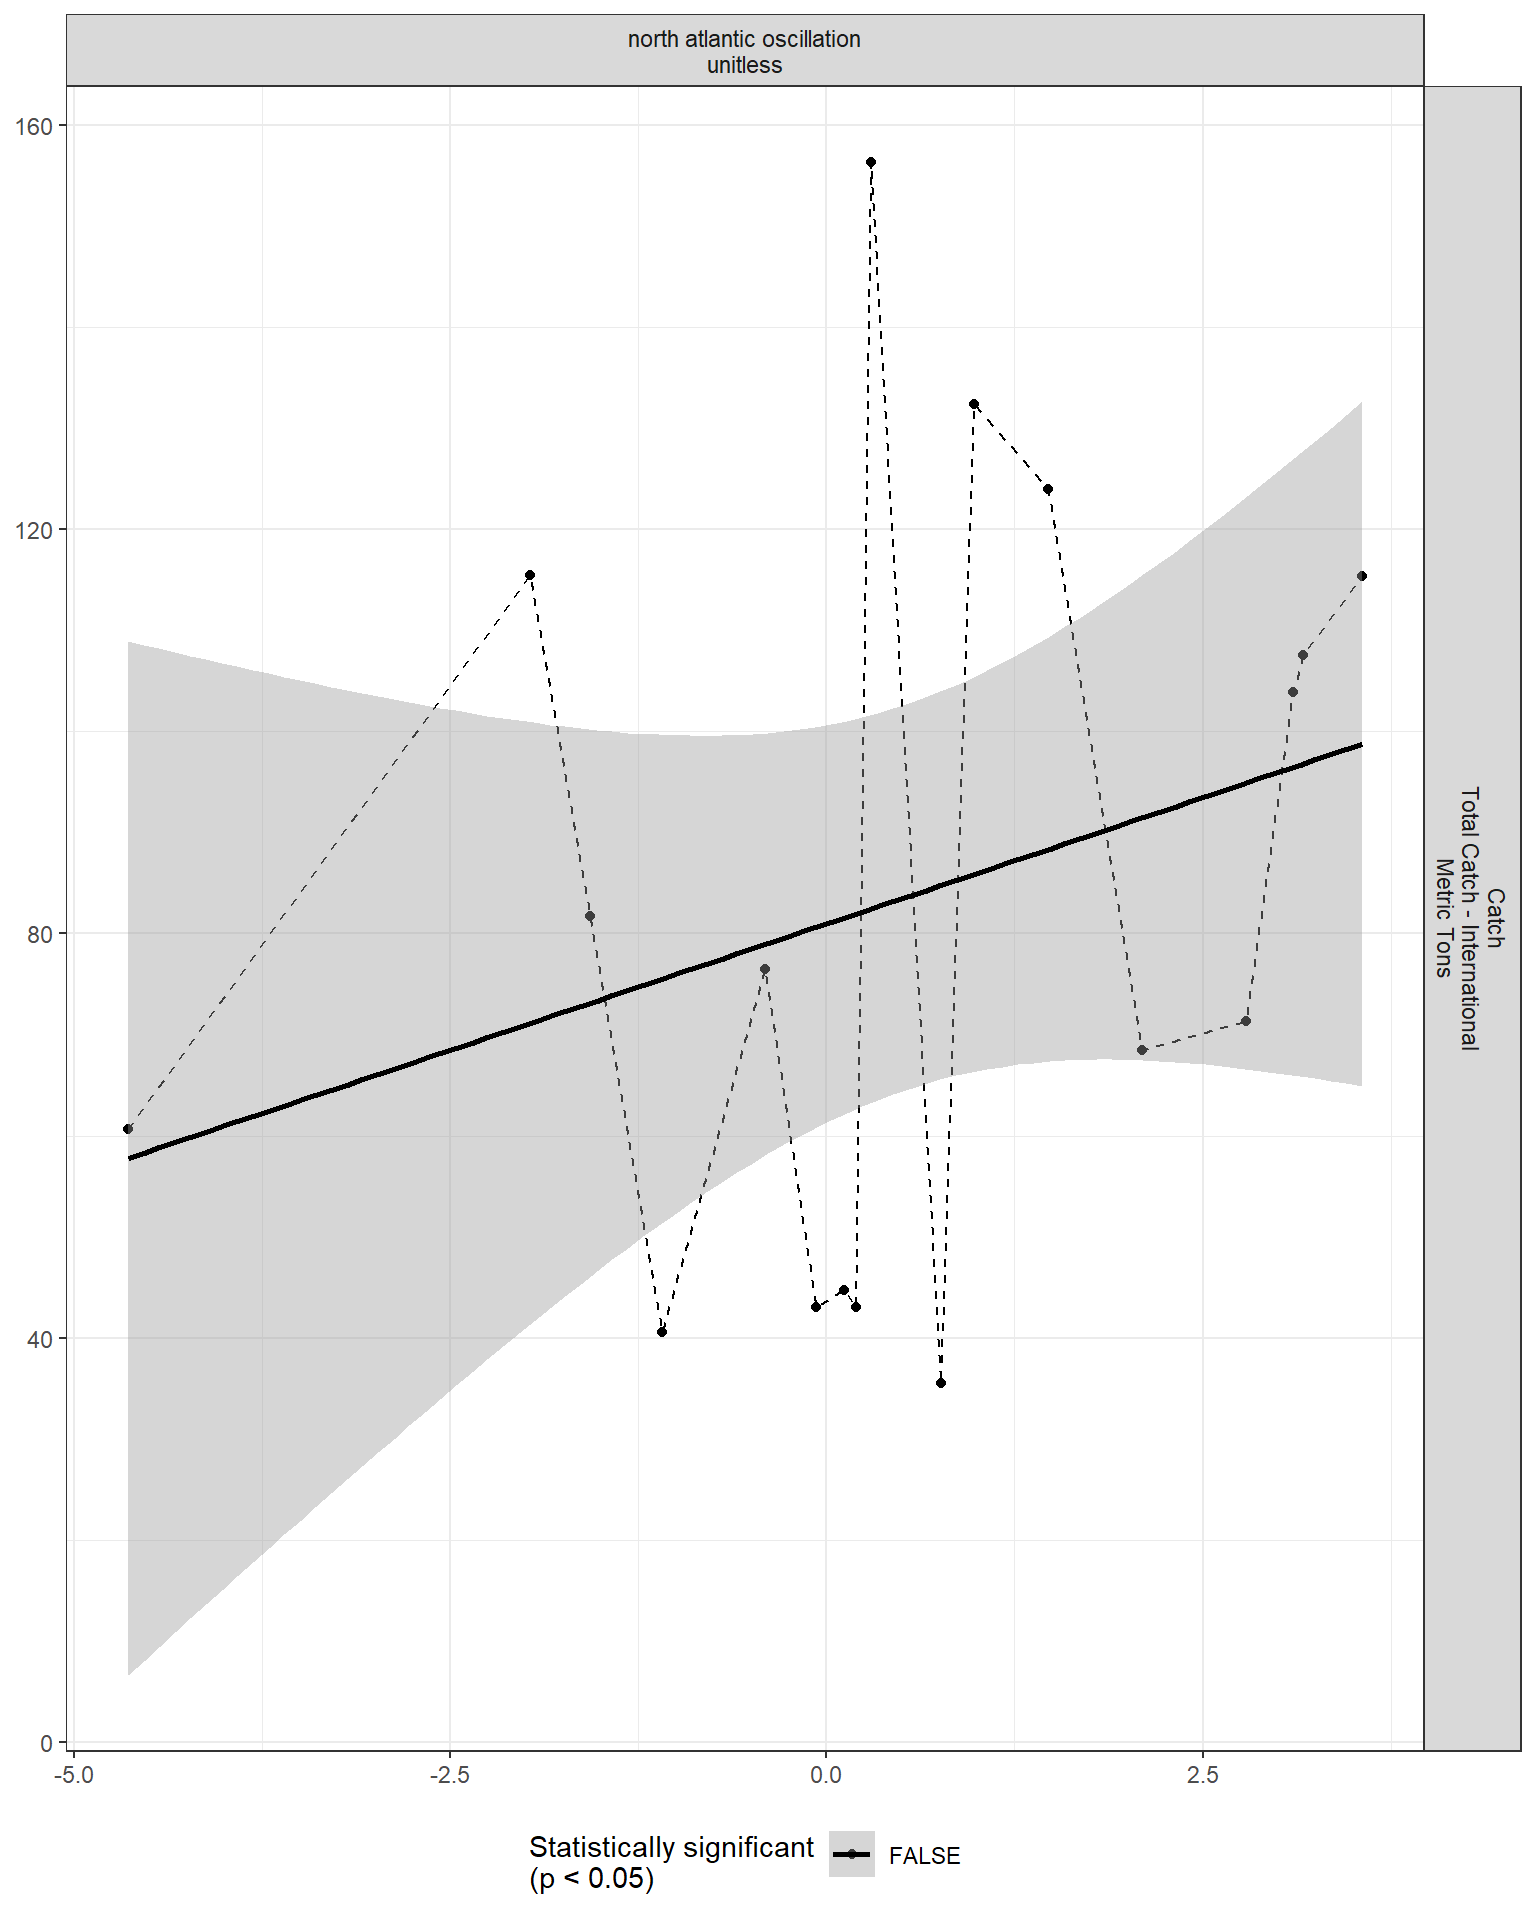 north atlantic oscillation
unitless
160
120
80
40
0
Catch
Total Catch - International
Metric Tons
-5.0
-2.5
0.0
2.5
Statistically significant
(p < 0.05)
FALSE